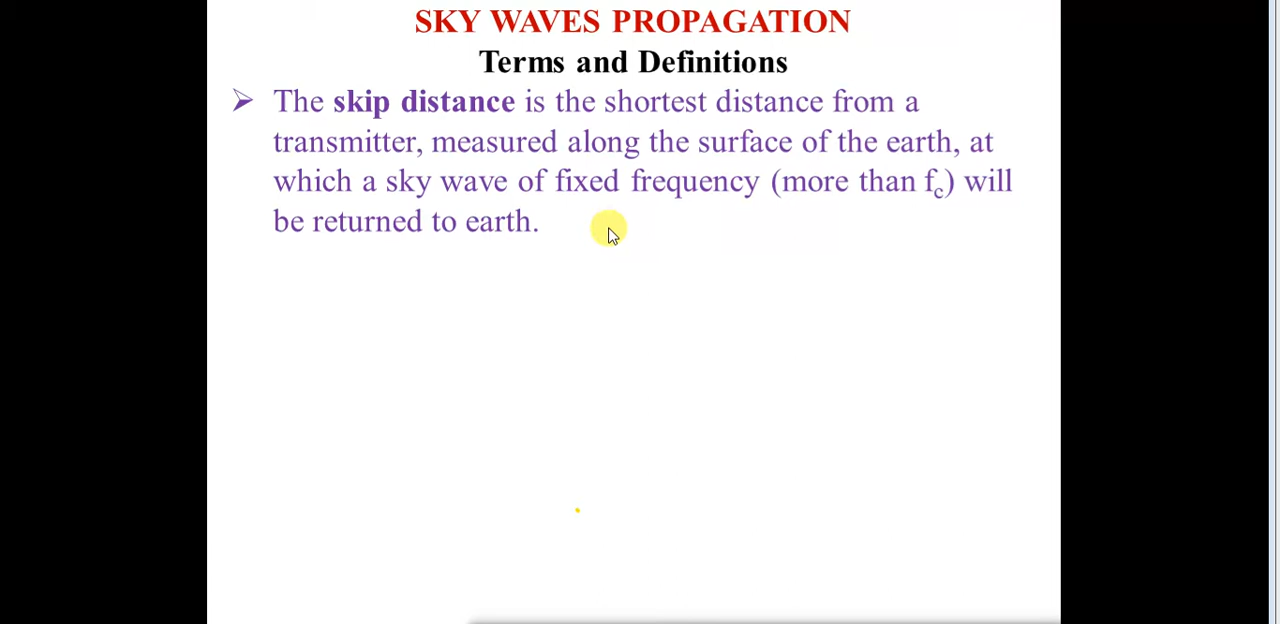 SKY WAVES PROPAGATION
Terms and Definitions
➢ The skip distance is the shortest distance from a
transmitter, measured along the surface of the earth, at
which a sky wave of fixed frequency (more than fc) will
be returned to earth.